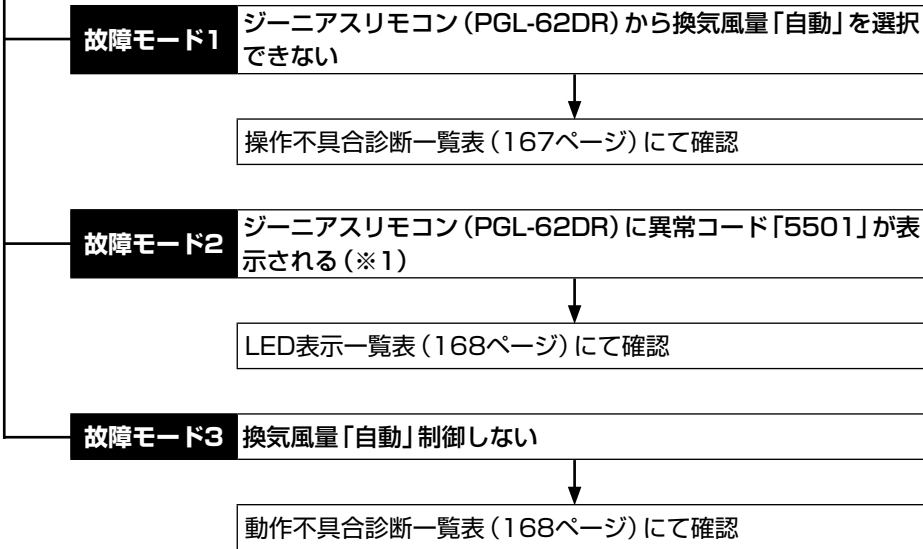 故障モード1
ジーニアスリモコン（PGL-62DR）から換気風量「自動」を選択
できない
操作不具合診断一覧表（167ページ）にて確認
故障モード2
ジーニアスリモコン（PGL-62DR）に異常コード「5501」が表
示される（※1）
LED表示一覧表（168ページ）にて確認
故障モード3
換気風量「自動」制御しない
動作不具合診断一覧表（168ページ）にて確認